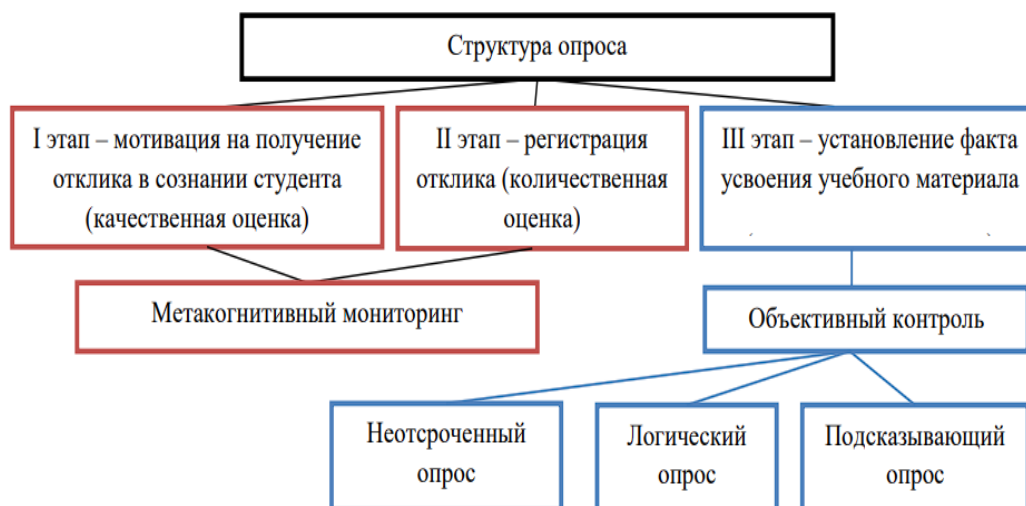 Структура опроса
I этап – мотивация на получение
отклика в сознании студента
(качественная оценка)
II этап – регистрация
отклика (количественная
оценка)
III этап – установление факта
усвоения учебного материала
Метакогнитивный мониторинг
Объективный контроль
Неотсроченный
опрос
Логический
опрос
Подсказывающий
опрос